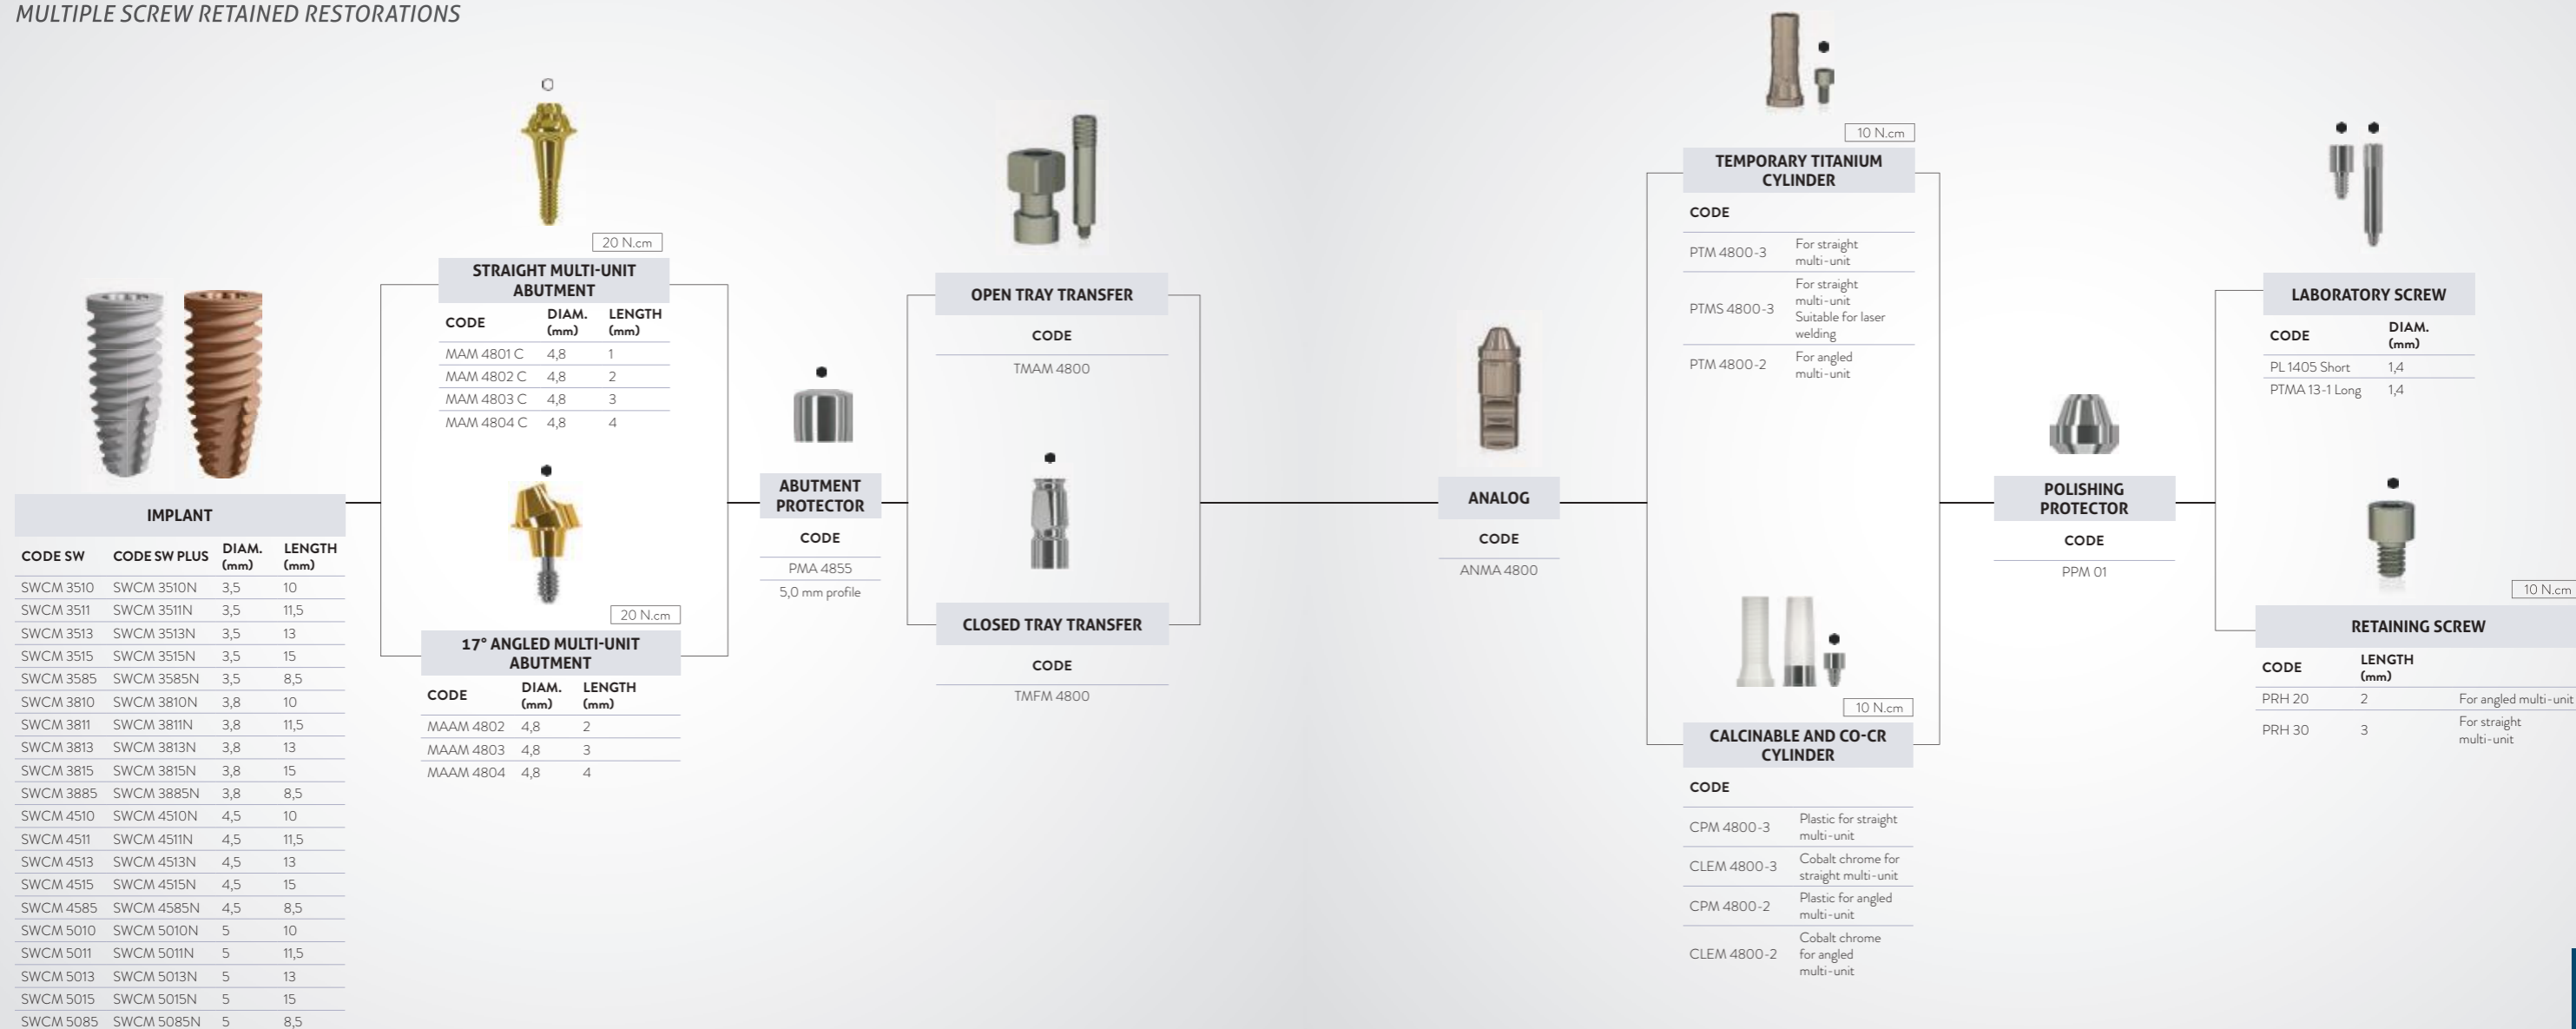 MULTIPLE SCREW RETAINED RESTORATIONS
IMPLANT
CODE SW CODE SW PLUS DIAM. (mm) LENGTH (mm)
SWCM 3510 SWCM 3510N 3,5 10
SWCM 3511 SWCM 3511N 3,5 11,5
SWCM 3513 SWCM 3513N 3,5 13
SWCM 3515 SWCM 3515N 3,5 15
SWCM 3585 SWCM 3585N 3,5 8,5
SWCM 3810 SWCM 3810N 3,8 10
SWCM 3811 SWCM 3811N 3,8 11,5
SWCM 3813 SWCM 3813N 3,8 13
SWCM 3815 SWCM 3815N 3,8 15
SWCM 3885 SWCM 3885N 3,8 8,5
SWCM 4510 SWCM 4510N 4,5 10
SWCM 4511 SWCM 4511N 4,5 11,5
SWCM 4513 SWCM 4513N 4,5 13
SWCM 4515 SWCM 4515N 4,5 15
SWCM 4585 SWCM 4585N 4,5 8,5
SWCM 5010 SWCM 5010N 5 10
SWCM 5011 SWCM 5011N 5 11,5
SWCM 5013 SWCM 5013N 5 13
SWCM 5015 SWCM 5015N 5 15
SWCM 5085 SWCM 5085N 5 8,5
20 N.cm
STRAIGHT MULTI-UNIT
ABUTMENT
CODE DIAM. (mm) LENGTH (mm)
MAM 4801 C 4,8 1
MAM 4802 C 4,8 2
MAM 4803 C 4,8 3
MAM 4804 C 4,8 4
20 N.cm
17° ANGLED MULTI-UNIT
ABUTMENT
CODE DIAM. (mm) LENGTH (mm)
MAAM 4802 4,8 2
MAAM 4803 4,8 3
MAAM 4804 4,8 4
ABUTMENT
PROTECTOR
CODE
PMA 4855
5,0 mm profile
OPEN TRAY TRANSFER
CODE
TMAM 4800
CLOSED TRAY TRANSFER
CODE
TMFM 4800
ANALOG
CODE
ANMA 4800
10 N.cm
TEMPORARY TITANIUM
CYLINDER
CODE
PTM 4800-3 For straight
multi-unit
PTMS 4800-3 For straight
multi-unit
Suitable for laser
welding
PTM 4800-2 For angled
multi-unit
10 N.cm
CALCINABLE AND CO-CR
CYLINDER
CODE
CPM 4800-3 Plastic for straight
multi-unit
CLEM 4800-3 Cobalt chrome for
straight multi-unit
CPM 4800-2 Plastic for angled
multi-unit
CLEM 4800-2 Cobalt chrome
for angled
multi-unit
POLISHING
PROTECTOR
CODE
PPM 01
LABORATORY SCREW
CODE DIAM. (mm)
PL 1405 Short 1,4
PTMA 13-1 Long 1,4
10 N.cm
RETAINING SCREW
CODE LENGTH (mm)
PRH 20 2 For angled multi-unit
PRH 30 3 For straight
multi-unit